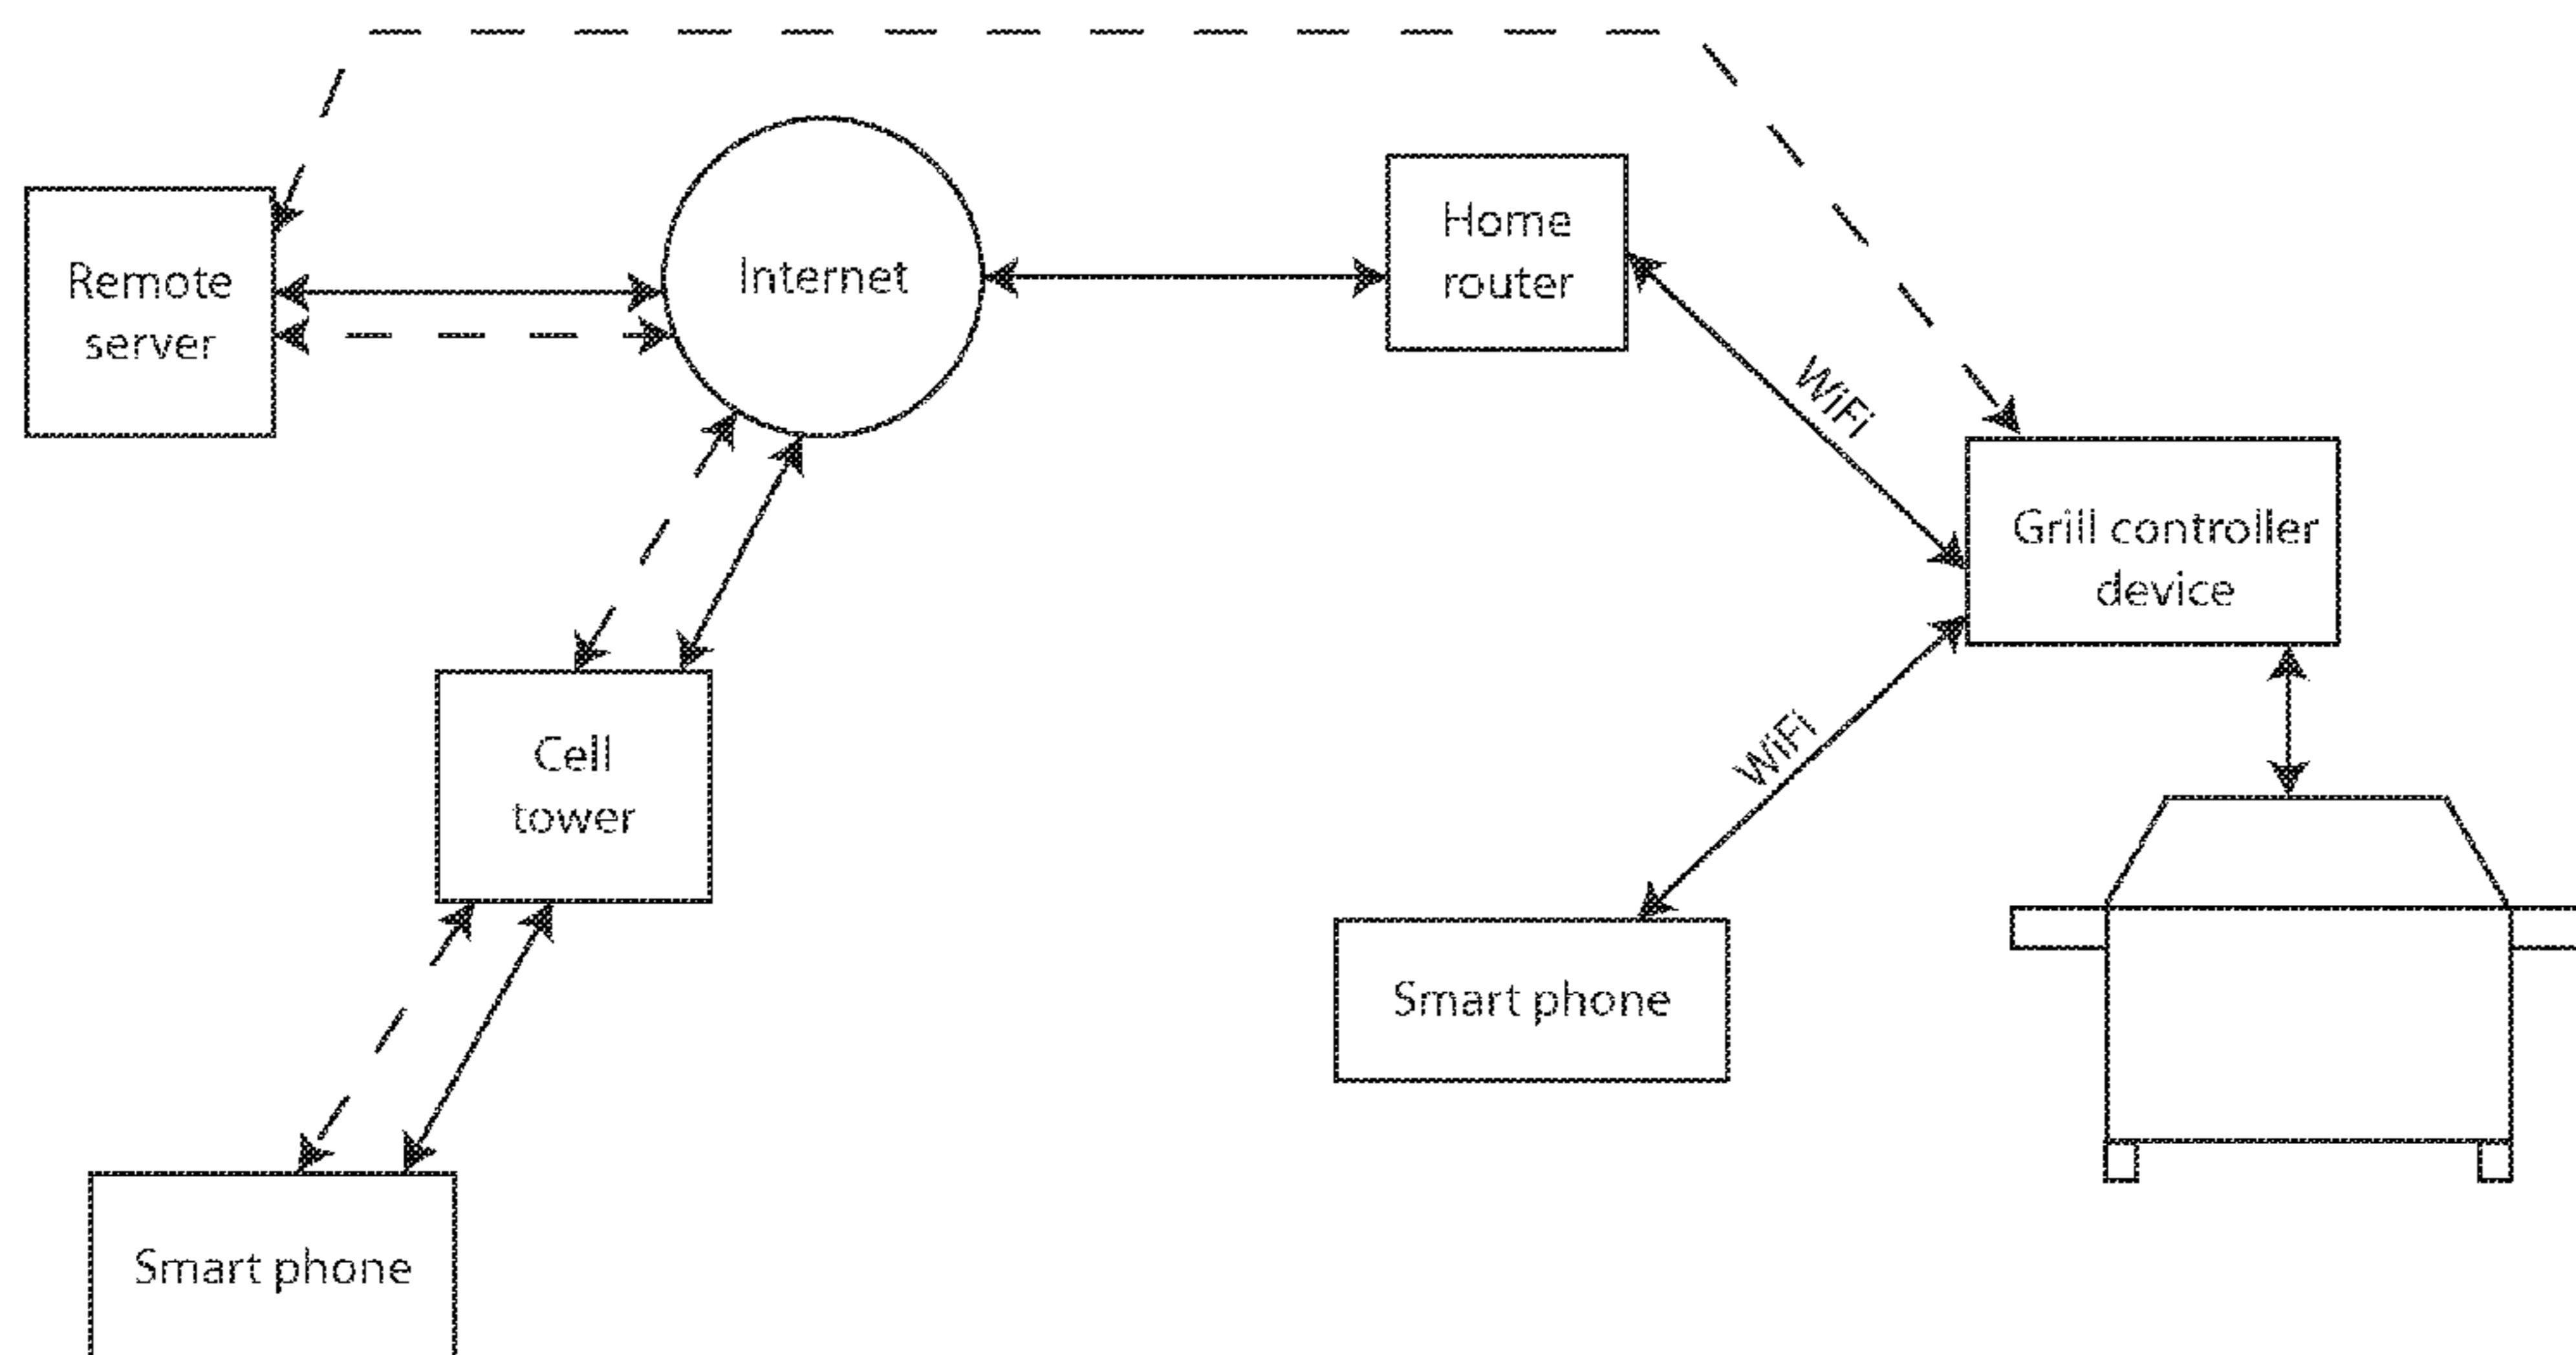 Remote
server
Internet
Home
router
WiFi
Grill controller
device
Cell
tower
WiFi
Smart phone
Smart phone